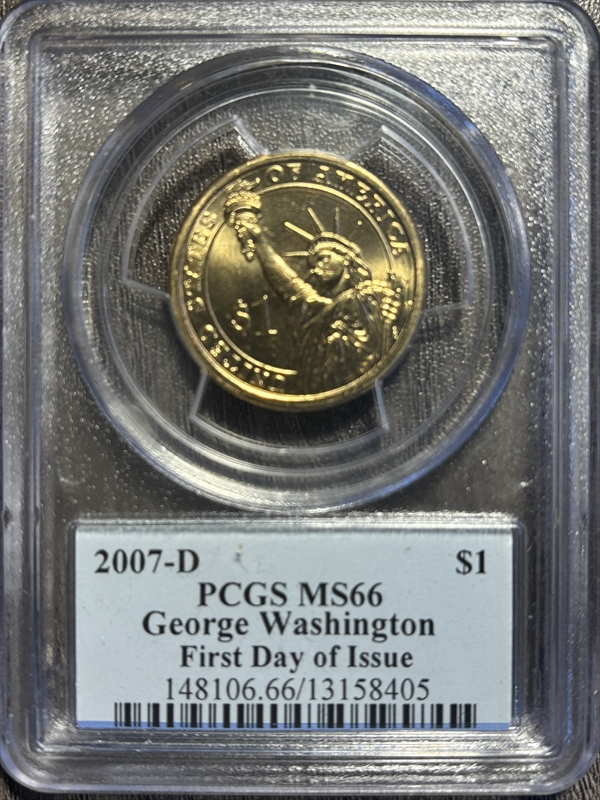 UNITED STATES OF AMERICA
$1
2007-D $1
PCGS MS66
George Washington
First Day of Issue
148106.66/13158405